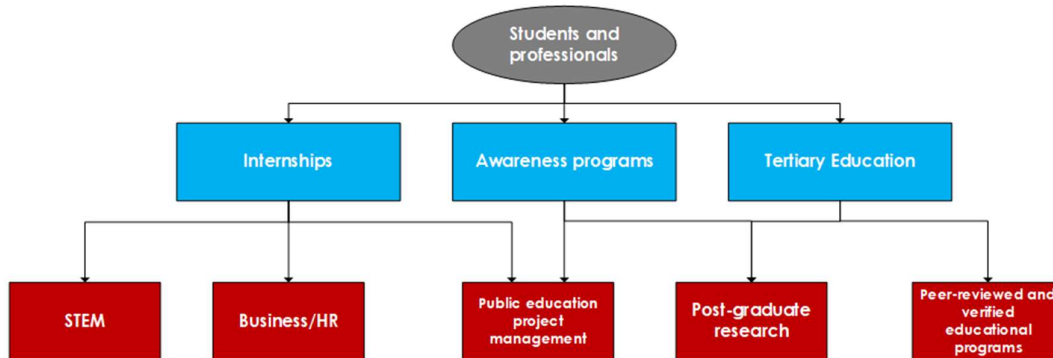 Students and
professionals
Internships
Awareness programs
Tertiary Education
STEM
Business/HR
Public education
project
management
Post-graduate
research
Peer-reviewed and
verified
educational
programs